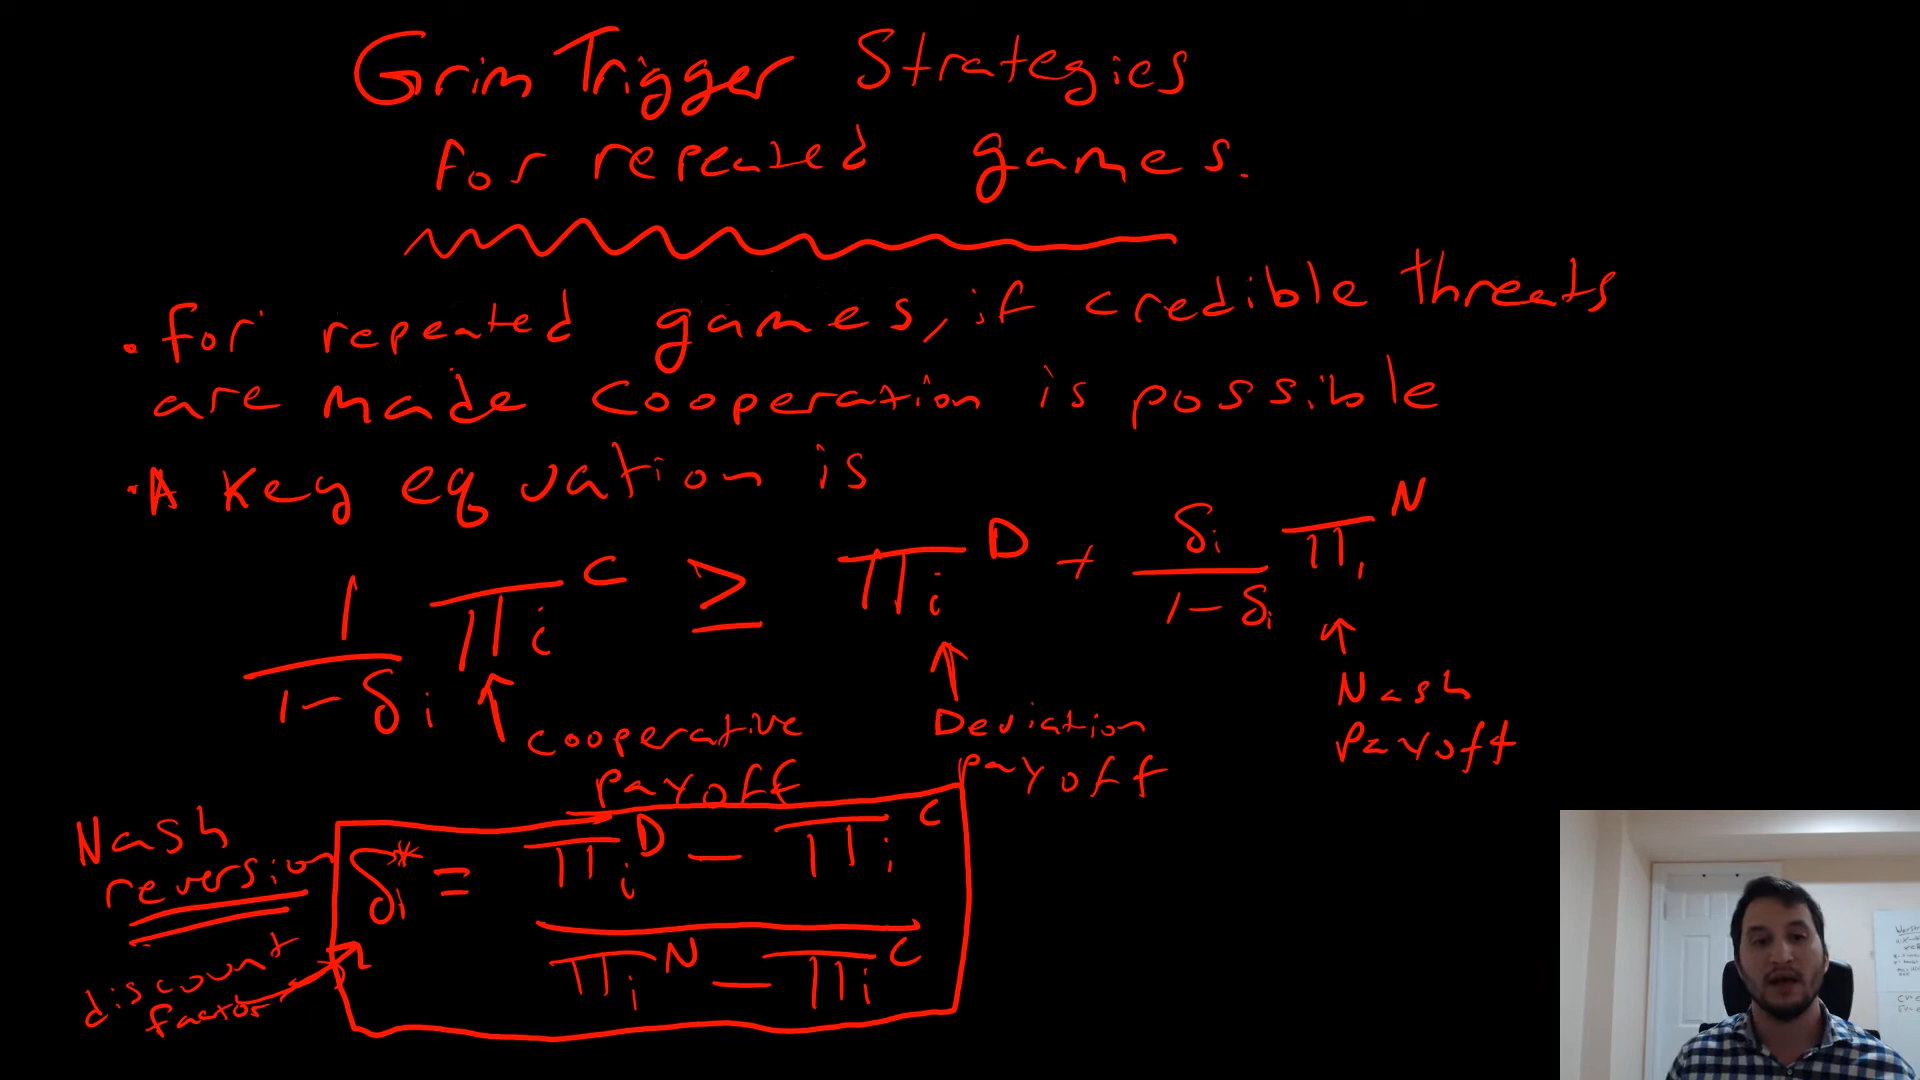 Grim Trigger Strategies
for repeated games.
• for repeated games, if credible threats
are made cooperation is possible
• A key equation is
1/(1-δi) πi^C ≥ πi^D + δi/(1-δi) πi^N
cooperative
payoff
Deviation
payoff
Nash
Payoff
Nash
reversion
discount
factor
δi* = (πi^D - πi^C)/(πi^N - πi^C)